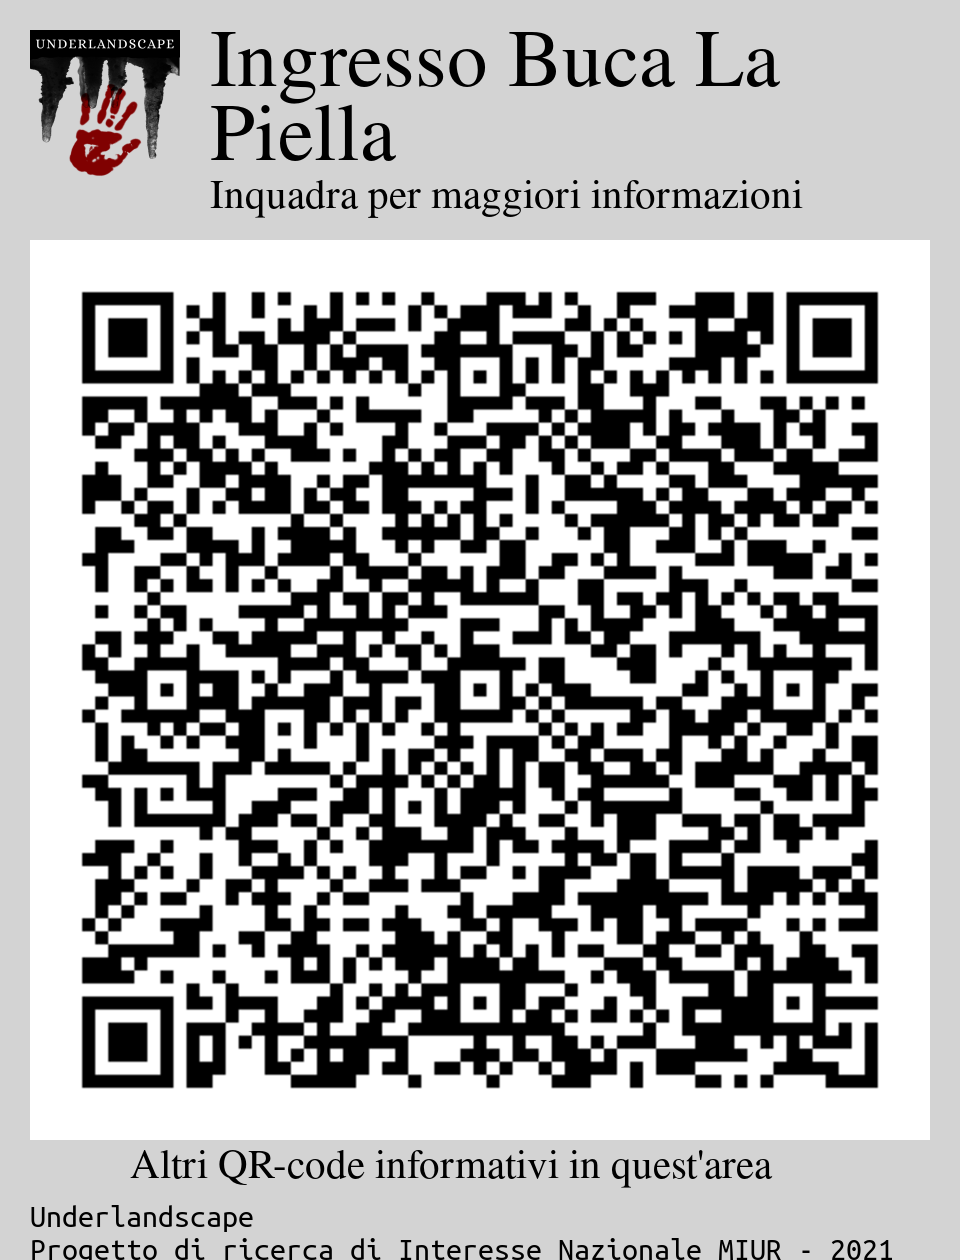 UNDERLANDSCAPE
Ingresso Buca La
Piella
Inquadra per maggiori informazioni
Altri QR-code informativi in quest'area
Underlandscape
Progetto di ricerca di Interesse Nazionale MIUR - 2021